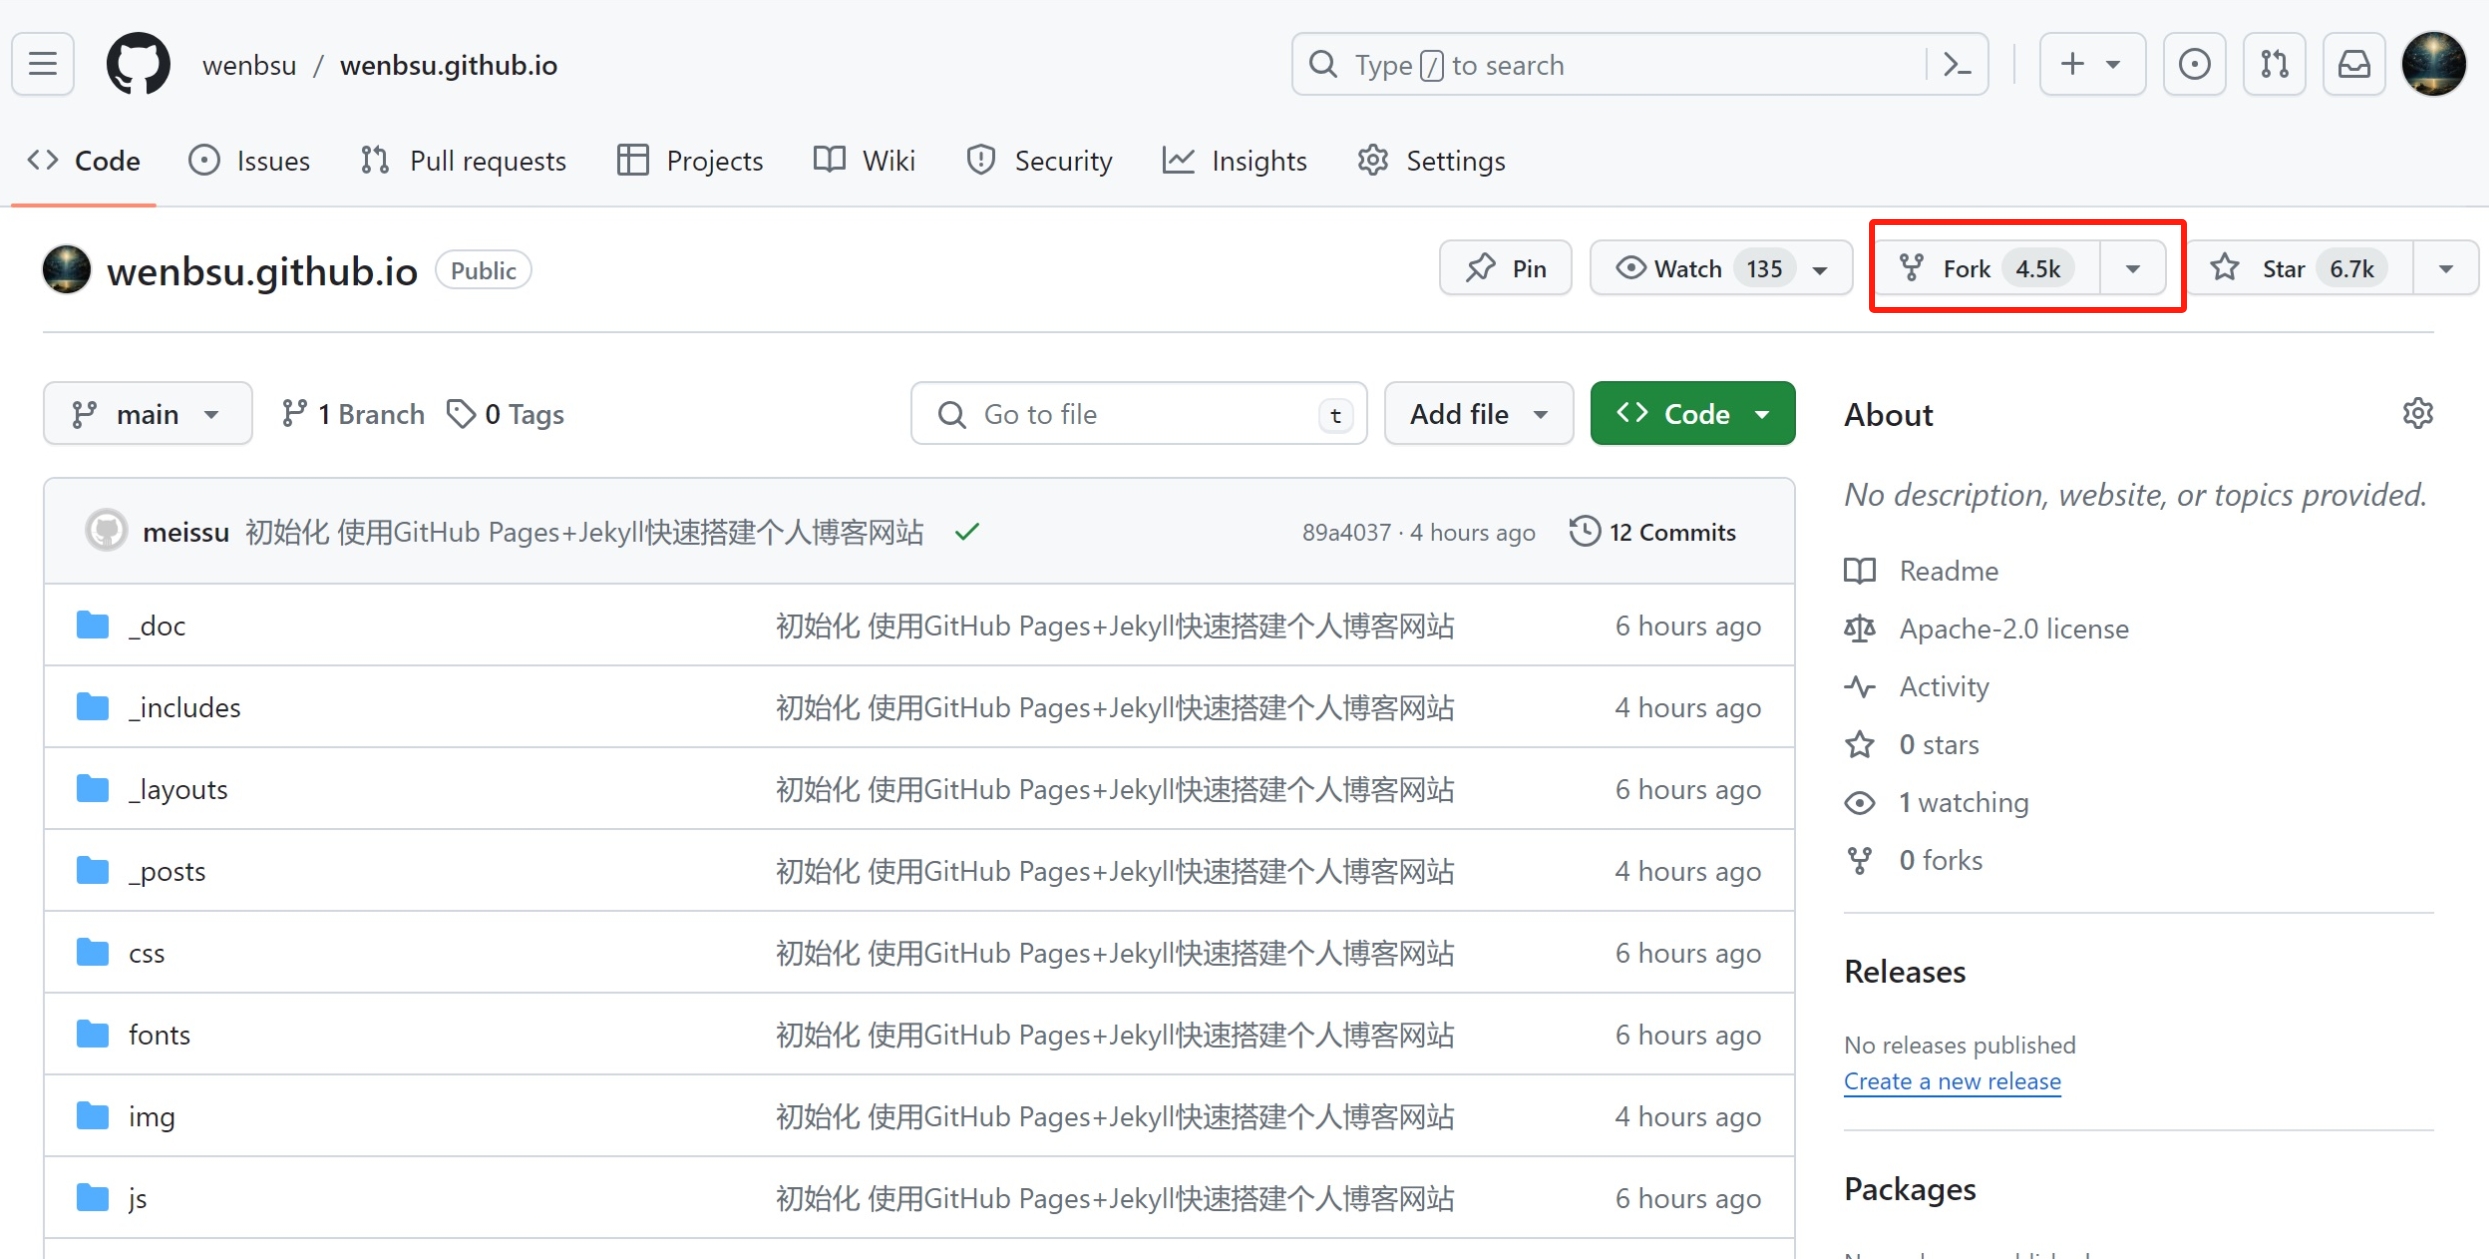 wenbsu / wenbsu.github.io
Type / to search
Code Issues Pull requests Projects Wiki Security Insights Settings
wenbsu.github.io Public
Pin Watch 135 Fork 4.5k Star 6.7k
main 1 Branch 0 Tags Go to file t Add file Code
meissu 初始化 使用GitHub Pages+Jekyll快速搭建个人博客网站 89a4037 · 4 hours ago 12 Commits
_doc 初始化 使用GitHub Pages+Jekyll快速搭建个人博客网站 6 hours ago
_includes 初始化 使用GitHub Pages+Jekyll快速搭建个人博客网站 4 hours ago
_layouts 初始化 使用GitHub Pages+Jekyll快速搭建个人博客网站 6 hours ago
_posts 初始化 使用GitHub Pages+Jekyll快速搭建个人博客网站 4 hours ago
css 初始化 使用GitHub Pages+Jekyll快速搭建个人博客网站 6 hours ago
fonts 初始化 使用GitHub Pages+Jekyll快速搭建个人博客网站 6 hours ago
img 初始化 使用GitHub Pages+Jekyll快速搭建个人博客网站 4 hours ago
js 初始化 使用GitHub Pages+Jekyll快速搭建个人博客网站 6 hours ago
About
No description, website, or topics provided.
Readme
Apache-2.0 license
Activity
0 stars
1 watching
0 forks
Releases
No releases published
Create a new release
Packages